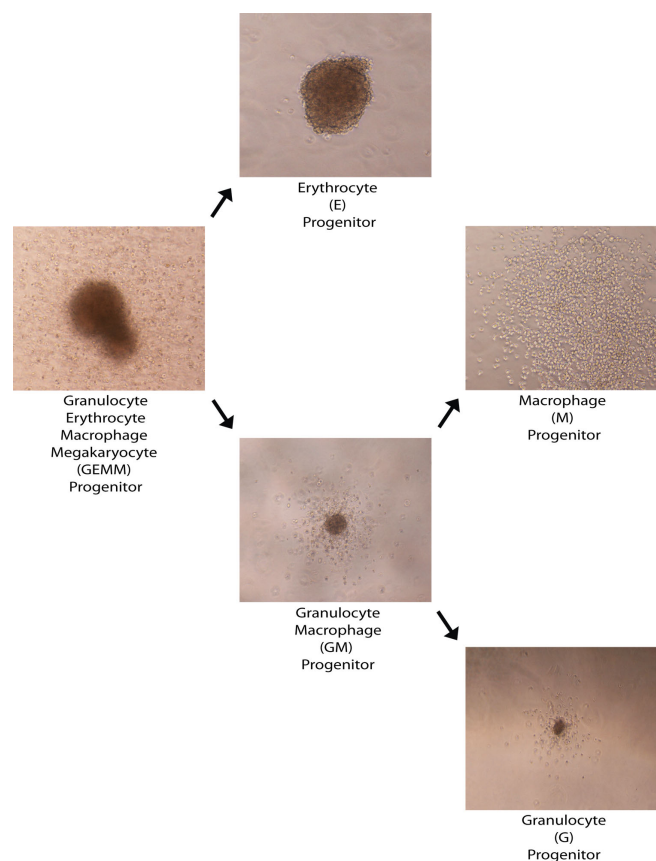 Erythrocyte
(E)
Progenitor
Granulocyte
Erythrocyte
Macrophage
Megakaryocyte
(GEMM)
Progenitor
Macrophage
(M)
Progenitor
Granulocyte
Macrophage
(GM)
Progenitor
Granulocyte
(G)
Progenitor